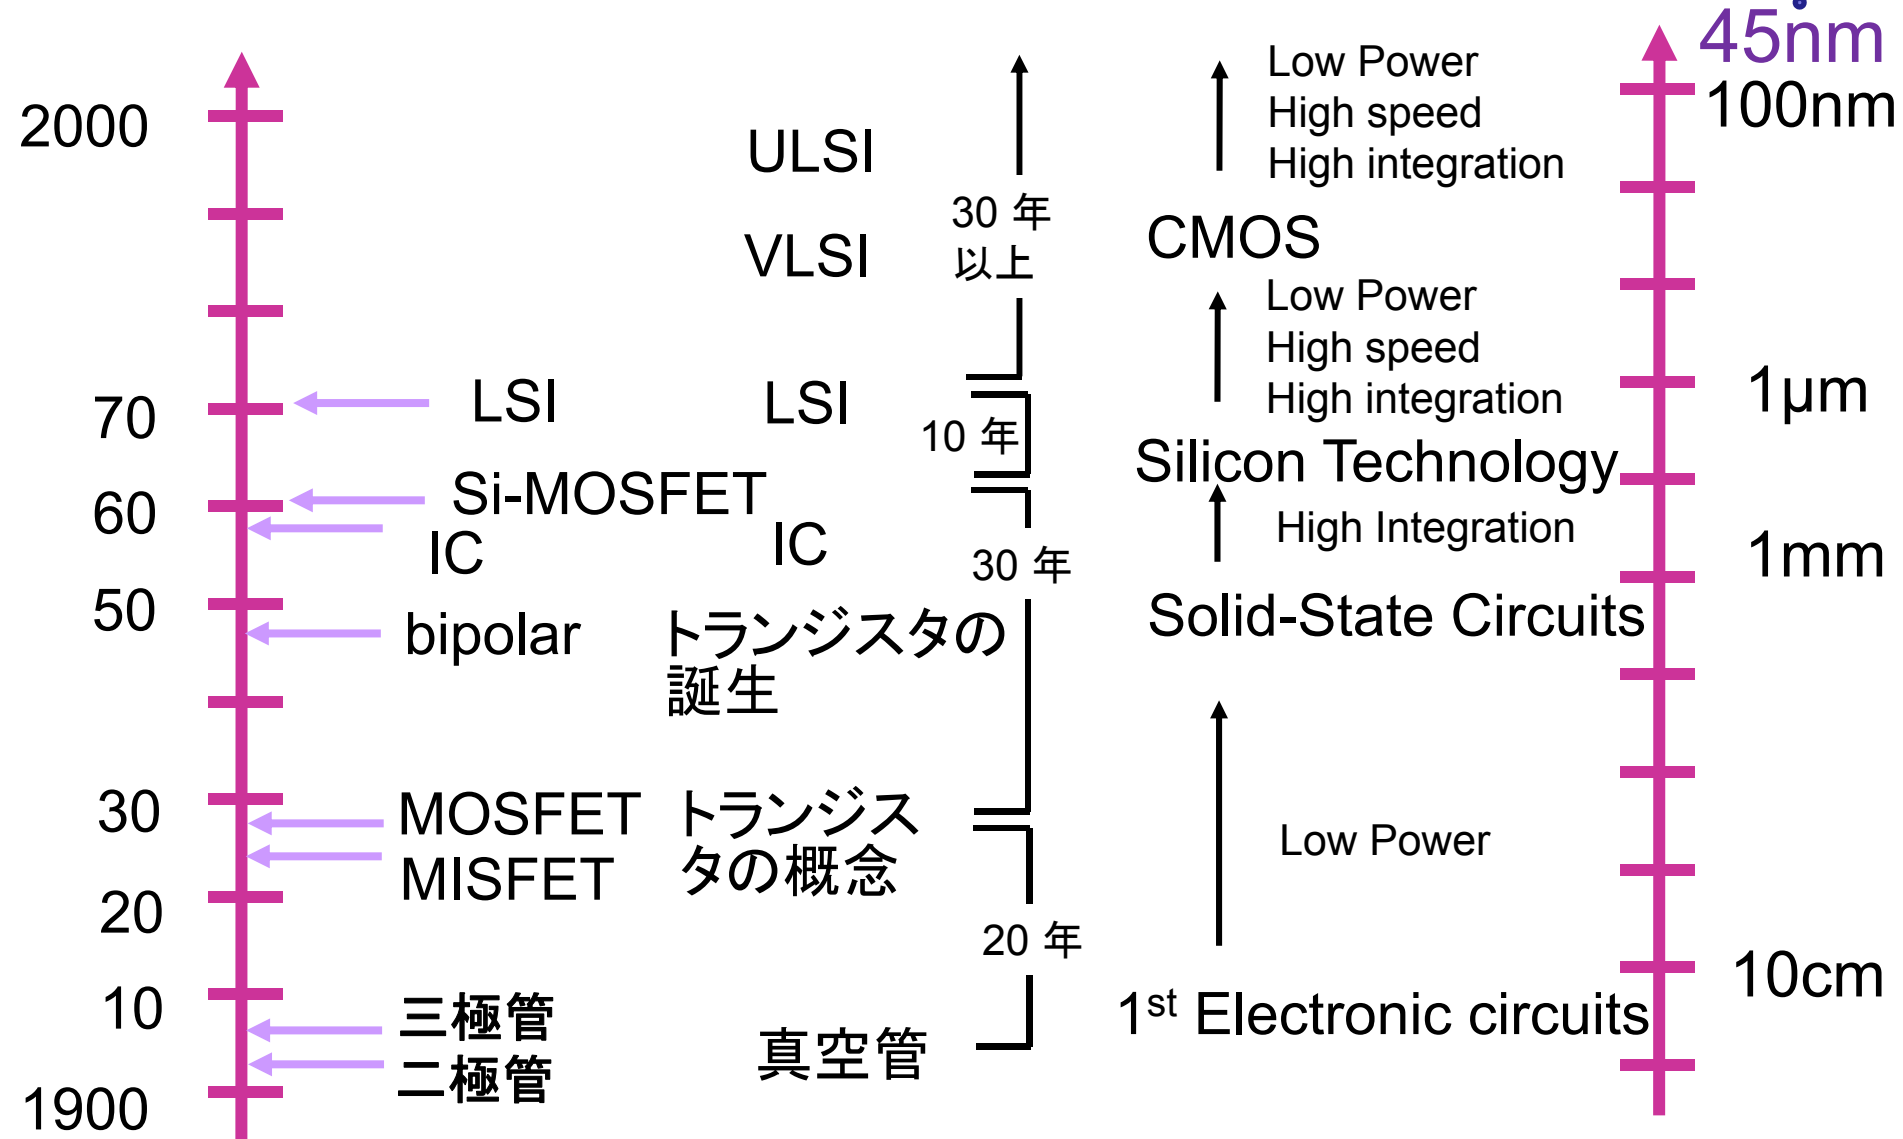 45nm
2000
100nm
ULSI
Low Power
High speed
High integration
30 年
以上
VLSI
CMOS
Low Power
High speed
High integration
70
LSI
LSI
10 年
1μm
Silicon Technology
60
Si-MOSFET
IC
IC
30 年
High Integration
1mm
50
bipolar
トランジスタの
誕生
Solid-State Circuits
30
MOSFET
MISFET
トランジス
タの概念
Low Power
20
20 年
10cm
10
三極管
二極管
真空管
1st Electronic circuits
1900